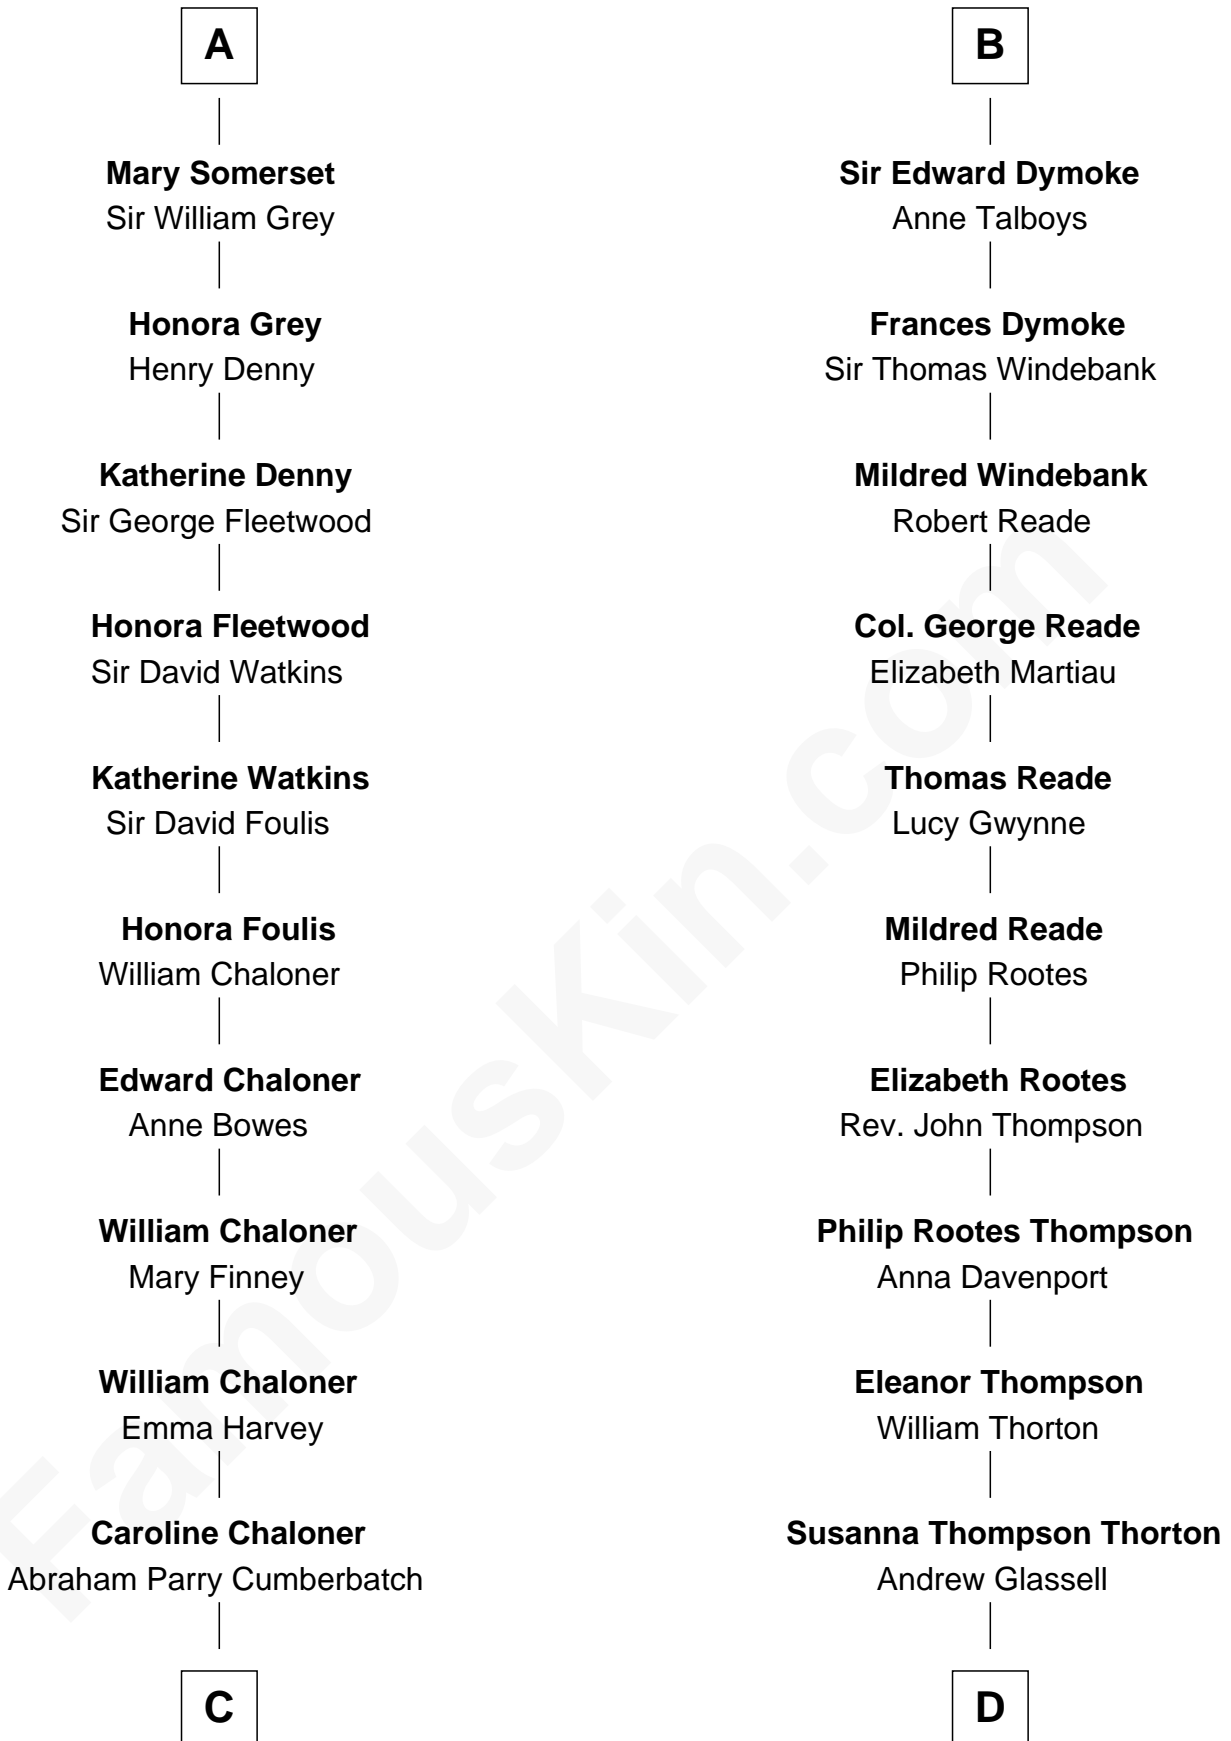 A
Mary Somerset
Sir William Grey
Honora Grey
Henry Denny
Katherine Denny
Sir George Fleetwood
Honora Fleetwood
Sir David Watkins
Katherine Watkins
Sir David Foulis
Honora Foulis
William Chaloner
Edward Chaloner
Anne Bowes
William Chaloner
Mary Finney
William Chaloner
Emma Harvey
Caroline Chaloner
Abraham Parry Cumberbatch
C
B
Sir Edward Dymoke
Anne Talboys
Frances Dymoke
Sir Thomas Windebank
Mildred Windebank
Robert Reade
Col. George Reade
Elizabeth Martiau
Thomas Reade
Lucy Gwynne
Mildred Reade
Philip Rootes
Elizabeth Rootes
Rev. John Thompson
Philip Rootes Thompson
Anna Davenport
Eleanor Thompson
William Thorton
Susanna Thompson Thorton
Andrew Glassell
D
FamousKin.com